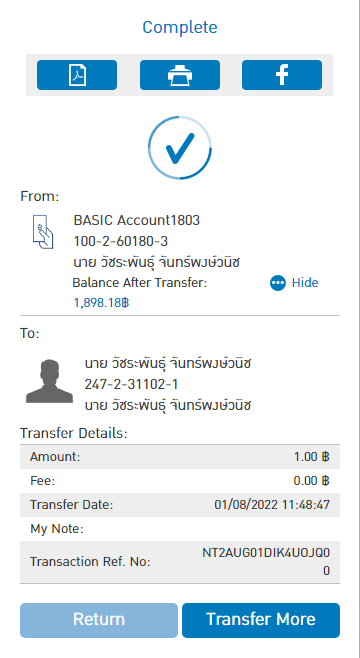 Complete
From:
BASIC Account1803
100-2-60180-3
นาย วัชระพันธุ์ จันทร์พงษ์วนิช
Balance After Transfer:
Hide
1,898.18฿
To:
นาย วัชระพันธุ์ จันทร์พงษ์วนิช
247-2-31102-1
นาย วัชระพันธุ์ จันทร์พงษ์วนิช
Transfer Details:
Amount: 1.00 ฿
Fee: 0.00 ฿
Transfer Date: 01/08/2022 11:48:47
My Note:
Transaction Ref. No: NT2AUG01DIK4UOJQ0
0
Return
Transfer More